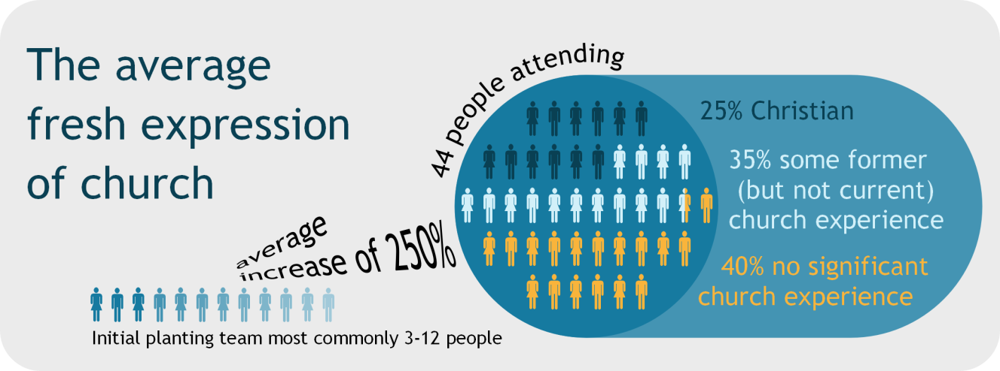 The average
fresh expression
of church
44 people attending
25% Christian
35% some former
(but not current)
church experience
40% no significant
church experience
average
increase of 250%
Initial planting team most commonly 3-12 people